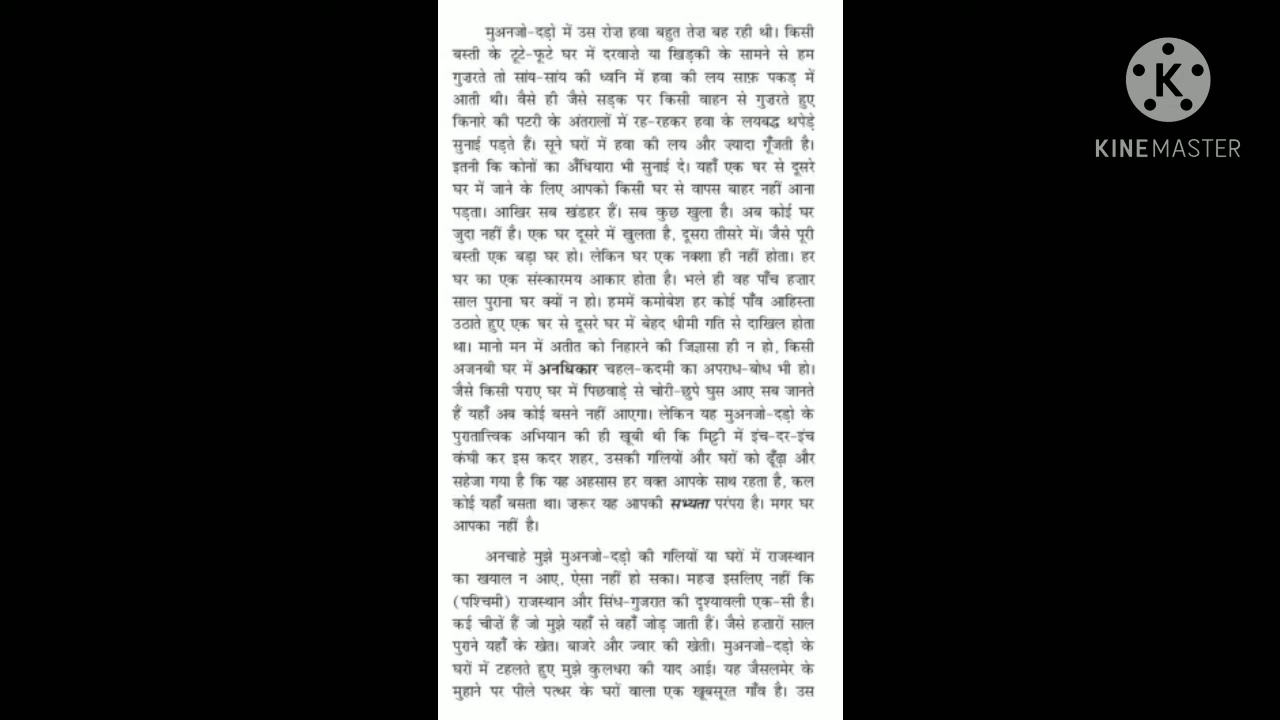 मुअनजो-दड़ो में उस रोज़ हवा बहुत तेज़ बह रही थी। किसी
बस्ती के टूटे-फूटे घर में दरवाज़े या खिड़की के सामने से हम
गुज़रते तो सांय-सांय की ध्वनि में हवा की लय साफ़ पकड़ में
आती थी। वैसे ही जैसे सड़क पर किसी वाहन से गुज़रते हुए
किनारे की पटरी के अंतरालों में रह-रहकर हवा के लयबद्ध थपेड़े
सुनाई पड़ते हैं। सूने घरों में हवा की लय और ज़्यादा गूँजती है।
इतनी कि कोनों का अँधियारा भी सुनाई दे। यहाँ एक घर से दूसरे
घर में जाने के लिए आपको किसी घर से वापस बाहर नहीं आना
पड़ता। आखिर सब खंडहर हैं। सब कुछ खुला है। अब कोई घर
जुदा नहीं है। एक घर दूसरे में खुलता है, दूसरा तीसरे में। जैसे पूरी
बस्ती एक बड़ा घर हो। लेकिन घर एक नक्शा ही नहीं होता। हर
घर का एक संस्कारमय आकार होता है। भले ही वह पाँच हज़ार
साल पुराना घर क्यों न हो। हममें कमोबेश हर कोई पाँव आहिस्ता
उठाते हुए एक घर से दूसरे घर में बेहद धीमी गति से दाखिल होता
था। मानो मन में अतीत को निहारने की जिज्ञासा ही न हो, किसी
अजनबी घर में अनधिकार चहल-कदमी का अपराध-बोध भी हो।
जैसे किसी पराए घर में पिछवाड़े से चोरी-छुपे घुस आए सब जानते
हैं यहाँ अब कोई बसने नहीं आएगा। लेकिन यह मुअनजो-दड़ो के
पुरातात्त्विक अभियान की ही खूबी थी कि मिट्टी में इंच-दर-इंच
कंघी कर इस कदर शहर, उसकी गलियों और घरों को ढूँढ़ा और
सहेजा गया है कि यह अहसास हर वक्त आपके साथ रहता है, कल
कोई यहाँ बसता था। ज़रूर यह आपकी सभ्यता परंपरा है। मगर घर
आपका नहीं है।
अनचाहे मुझे मुअनजो-दड़ो की गलियों या घरों में राजस्थान
का खयाल न आए, ऐसा नहीं हो सका। महज़ इसलिए नहीं कि
(पश्चिमी) राजस्थान और सिंध-गुजरात की दृश्यावली एक-सी है।
कई चीज़ें हैं जो मुझे यहाँ से वहाँ जोड़ जाती हैं। जैसे हज़ारों साल
पुराने यहाँ के खेत। बाजरे और ज्वार की खेती। मुअनजो-दड़ो के
घरों में टहलते हुए मुझे कुलधरा की याद आई। यह जैसलमेर के
मुहाने पर पीले पत्थर के घरों वाला एक खूबसूरत गाँव है। उस
K
KINEMASTER